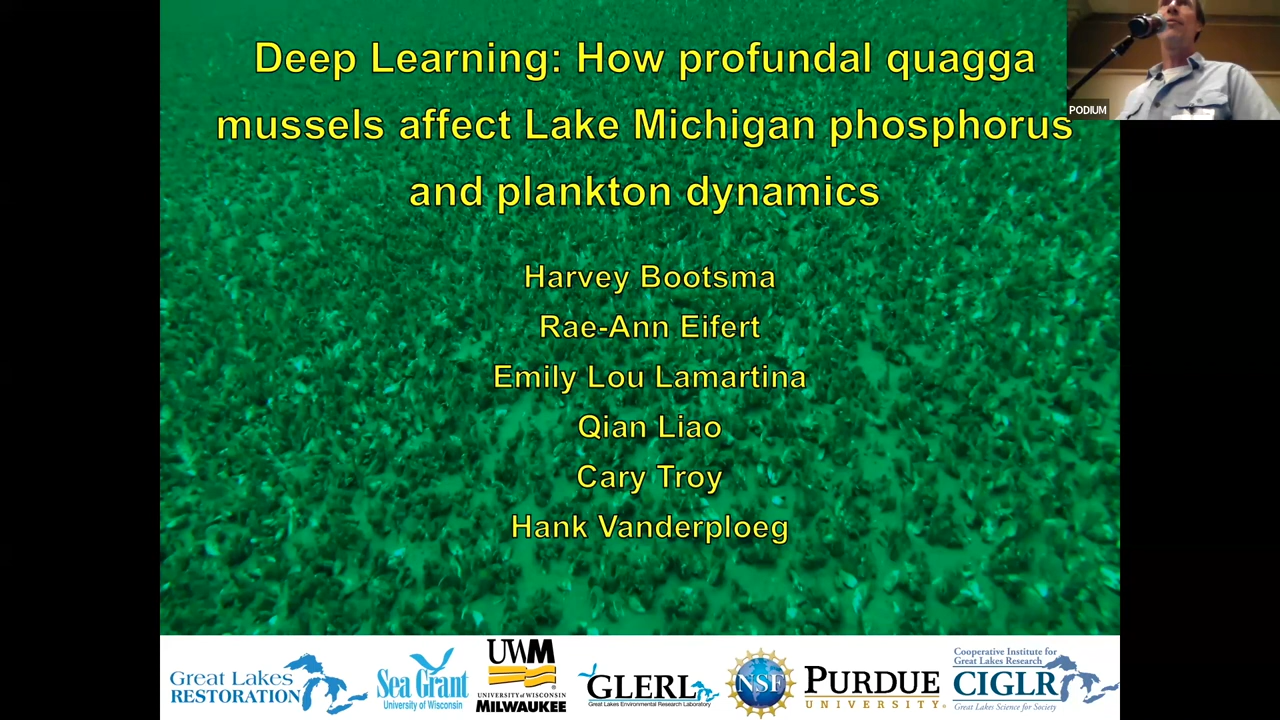 Deep Learning: How profundal quagga
mussels affect Lake Michigan phosphorus
and plankton dynamics
PODIUM
Harvey Bootsma
Rae-Ann Eifert
Emily Lou Lamartina
Qian Liao
Cary Troy
Hank Vanderploeg
Great Lakes
RESTORATION
Sea Grant
University of Wisconsin
UWM
UNIVERSITY of WISCONSIN
MILWAUKEE
GLERL
Great Lakes Environmental Research Laboratory
NSF
PURDUE
UNIVERSITY
Cooperative Institute for
Great Lakes Research
CIGLR
Great Lakes Science for Society